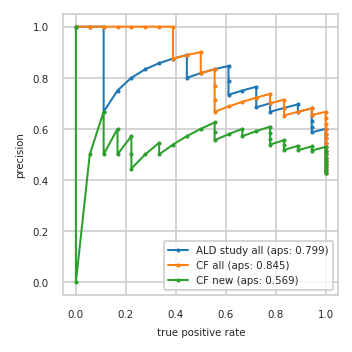 1.0
0.8
0.6
0.4
0.2
0.0
precision
0.0 0.2 0.4 0.6 0.8 1.0
true positive rate
ALD study all (aps: 0.799)
CF all (aps: 0.845)
CF new (aps: 0.569)